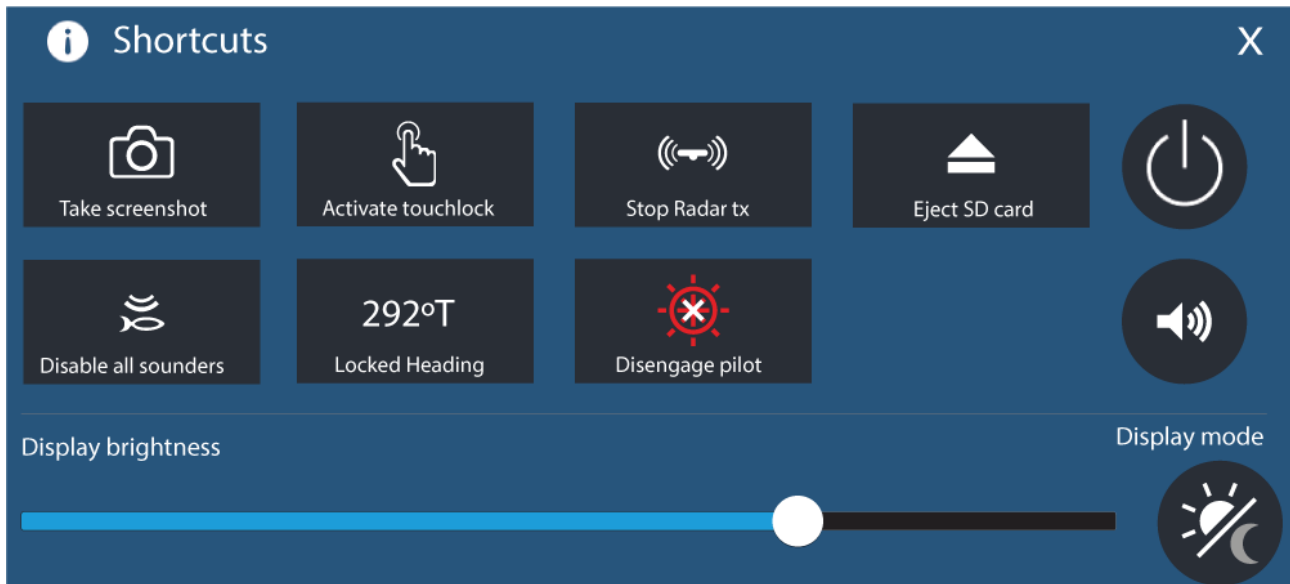 Shortcuts
X
Take screenshot
Activate touchlock
Stop Radar tx
Eject SD card
Disable all sounders
292ºT
Locked Heading
Disengage pilot
Display brightness
Display mode